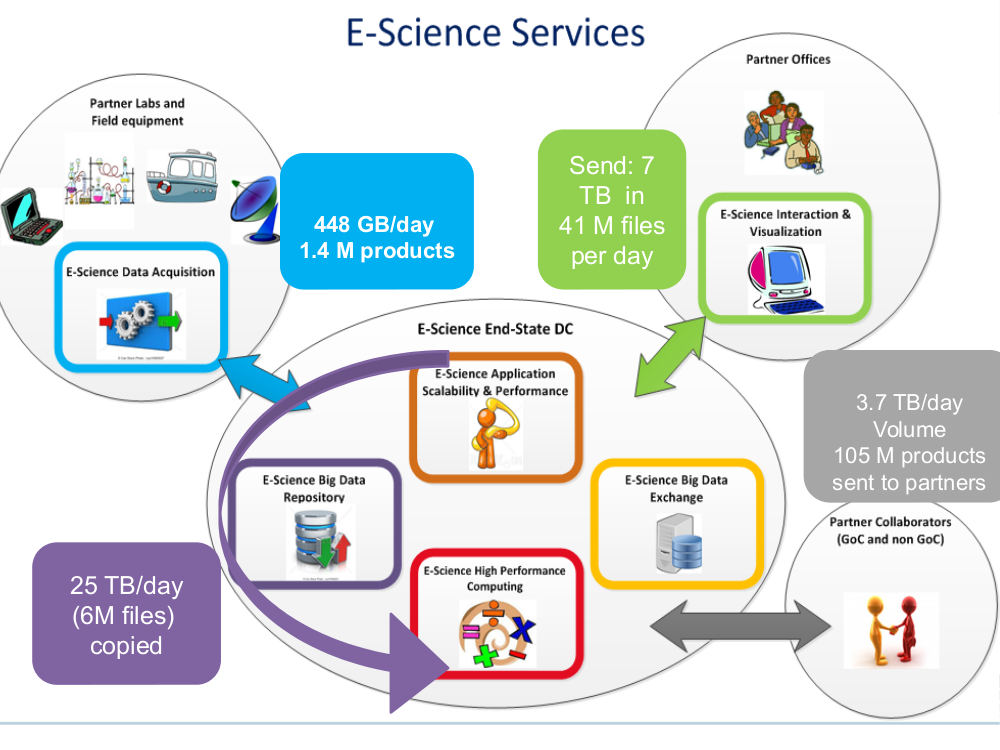 E-Science Services
Partner Labs and
Field equipment
448 GB/day
1.4 M products
E-Science Data Acquisition
Send: 7
TB in
41 M files
per day
Partner Offices
E-Science Interaction &
Visualization
E-Science End-State DC
E-Science Application
Scalability & Performance
E-Science Big Data
Repository
E-Science Big Data
Exchange
E-Science High Performance
Computing
25 TB/day
(6M files)
copied
3.7 TB/day
Volume
105 M products
sent to partners
Partner Collaborators
(GoC and non GoC)